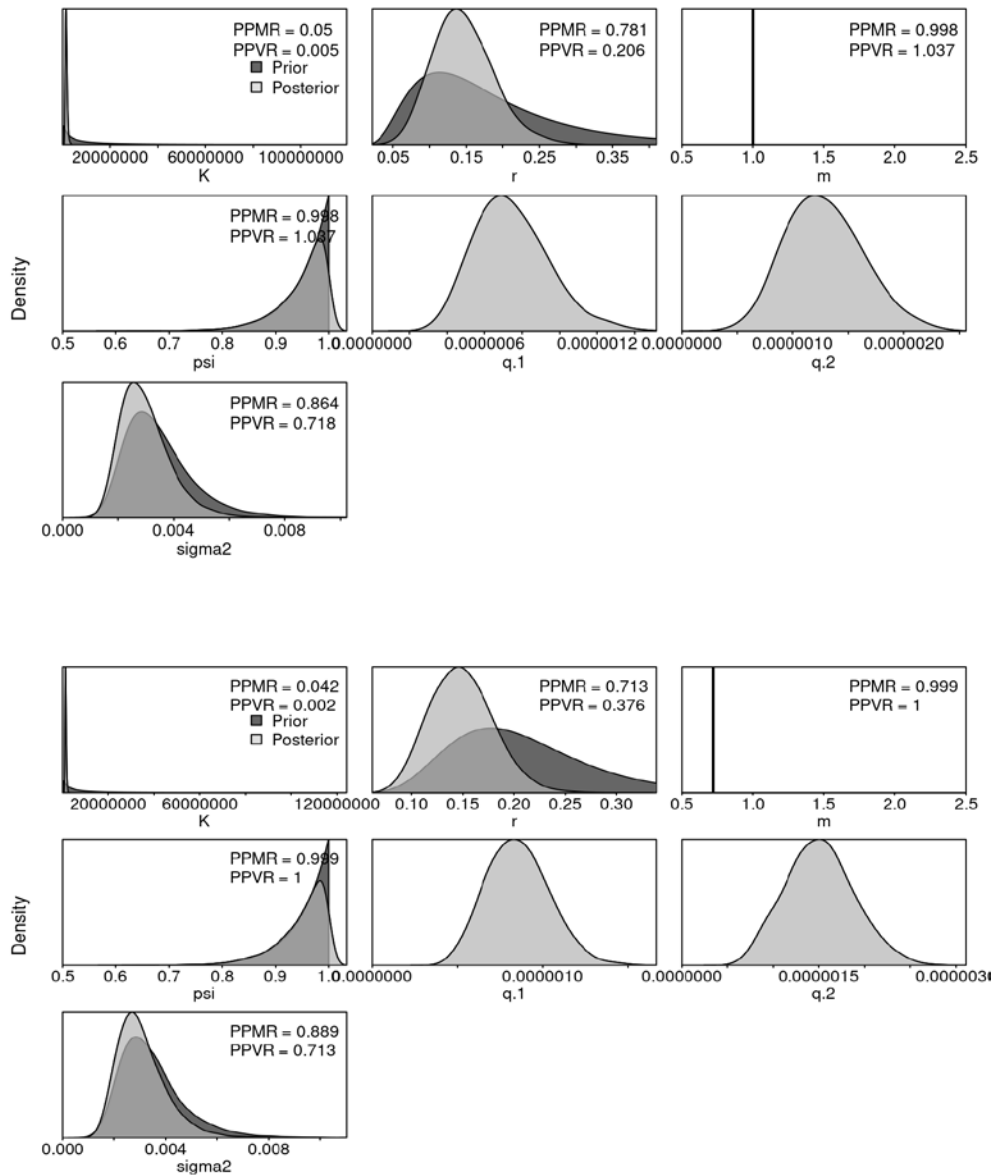 PPMR = 0.05
PPVR = 0.005
Prior
Posterior
20000000 60000000 100000000
K
PPMR = 0.781
PPVR = 0.206
0.05 0.15 0.25 0.35
r
PPMR = 0.998
PPVR = 1.037
0.5 1.0 1.5 2.0 2.5
m
Density
PPMR = 0.998
PPVR = 1.037
0.5 0.6 0.7 0.8 0.9 1.0
psi
0.0000000 0.0000006 0.0000012
q.1
0.0000000 0.0000010 0.0000020
q.2
PPMR = 0.864
PPVR = 0.718
0.000 0.004 0.008
sigma2
PPMR = 0.042
PPVR = 0.002
Prior
Posterior
20000000 60000000 120000000
K
PPMR = 0.713
PPVR = 0.376
0.10 0.15 0.20 0.25 0.30
r
PPMR = 0.999
PPVR = 1
0.5 1.0 1.5 2.0 2.5
m
Density
PPMR = 0.999
PPVR = 1
0.5 0.6 0.7 0.8 0.9 1.0
psi
0.0000000 0.0000010
q.1
0.0000000 0.0000015
q.2
PPMR = 0.889
PPVR = 0.713
0.000 0.004 0.008
sigma2